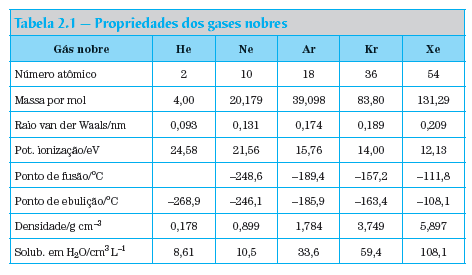 Tabela 2.1 — Propriedades dos gases nobres
Gás nobre He Ne Ar Kr Xe
Número atômico 2 10 18 36 54
Massa por mol 4,00 20,179 39,098 83,80 131,29
Raio van der Waals/nm 0,093 0,131 0,174 0,189 0,209
Pot. ionização/eV 24,58 21,56 15,76 14,00 12,13
Ponto de fusão/ºC –248,6 –189,4 –157,2 –111,8
Ponto de ebulição/ºC –268,9 –246,1 –185,9 –163,4 –108,1
Densidade/g cm⁻³ 0,178 0,899 1,784 3,749 5,897
Solub. em H₂O/cm³ L⁻¹ 8,61 10,5 33,6 59,4 108,1